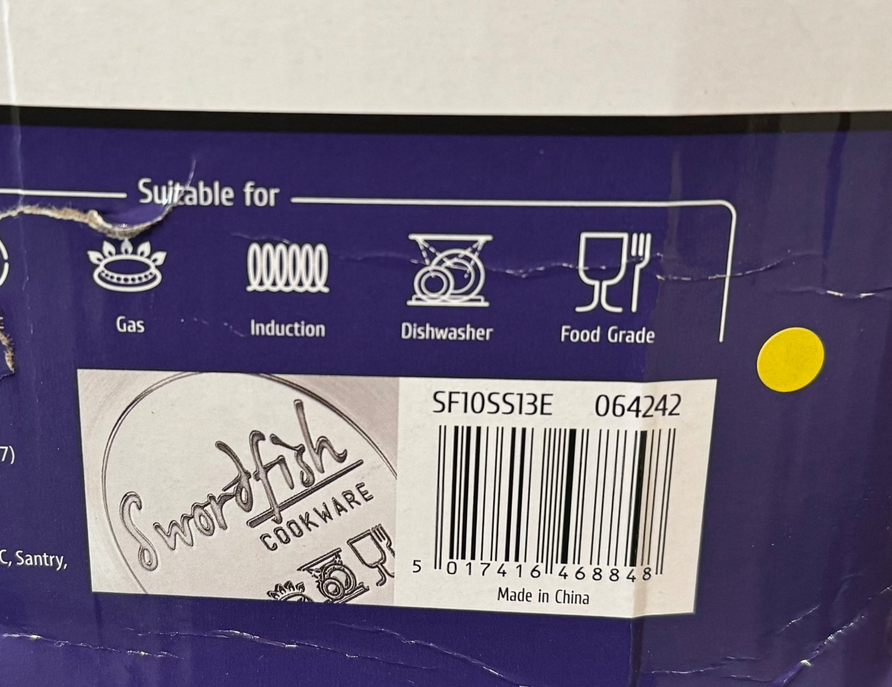 Suitable for
Gas Induction Dishwasher Food Grade
7)
C, Santry,
Swordfish
COOKWARE
SF10SS13E 064242
5 017416 468848
Made in China